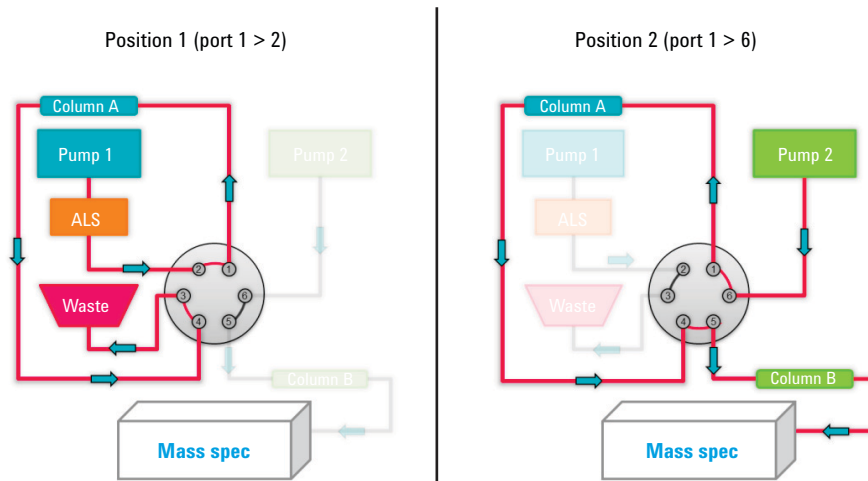 Position 1 (port 1 > 2)
Column A
Pump 1
Pump 2
ALS
2
1
3
6
Waste
4
5
Column B
Mass spec
Position 2 (port 1 > 6)
Column A
Pump 1
Pump 2
ALS
2
1
3
6
Waste
4
5
Column B
Mass spec